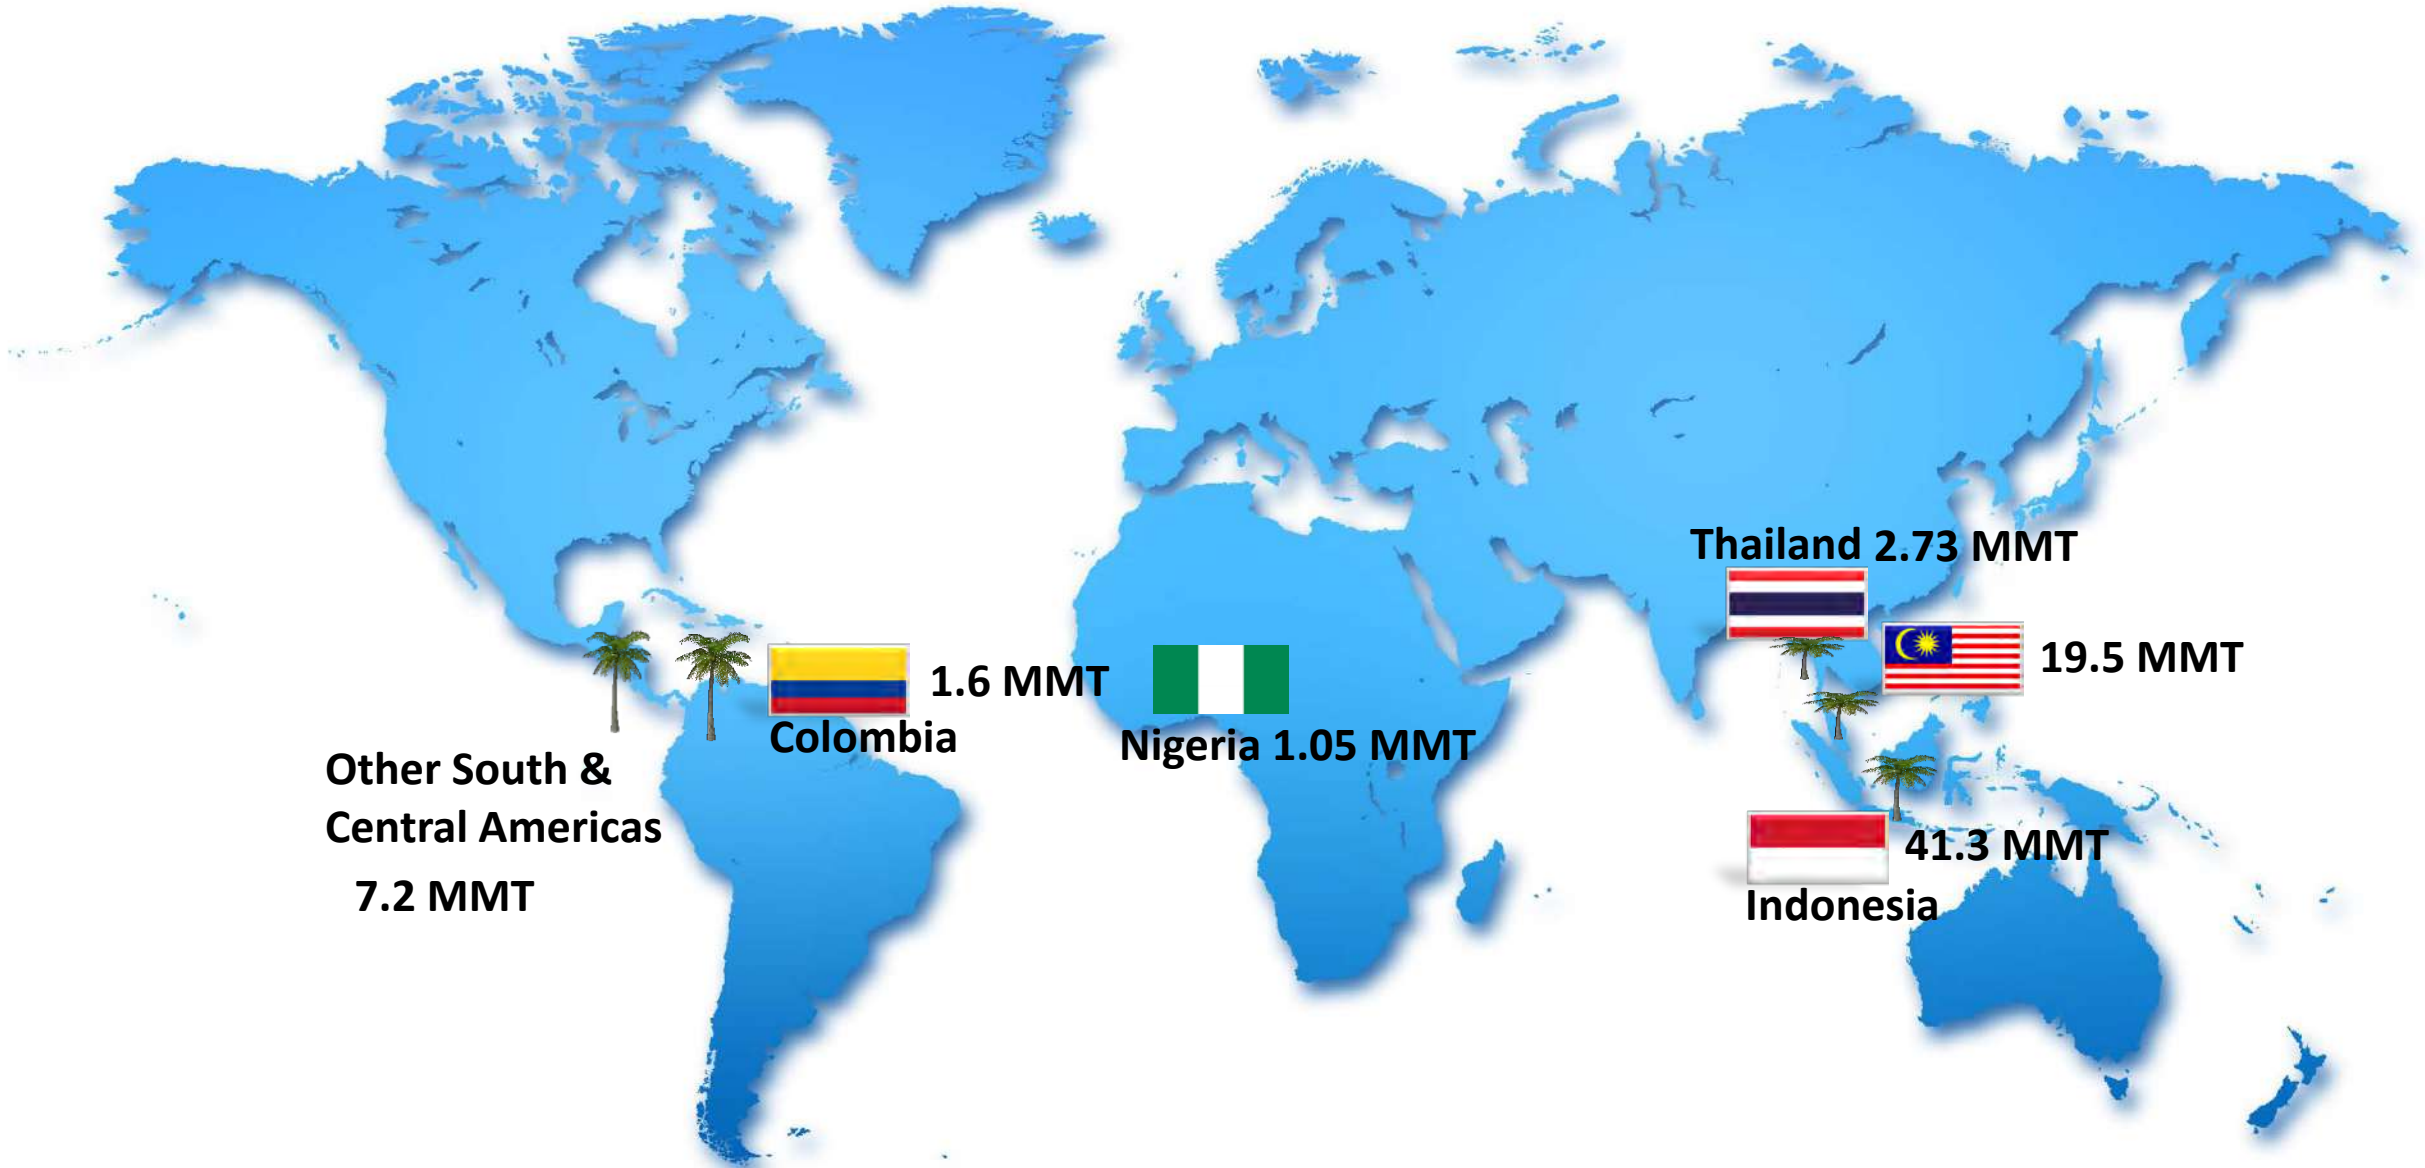 Thailand 2.73 MMT
19.5 MMT
1.6 MMT
Colombia
Nigeria 1.05 MMT
Other South &
Central Americas
7.2 MMT
41.3 MMT
Indonesia